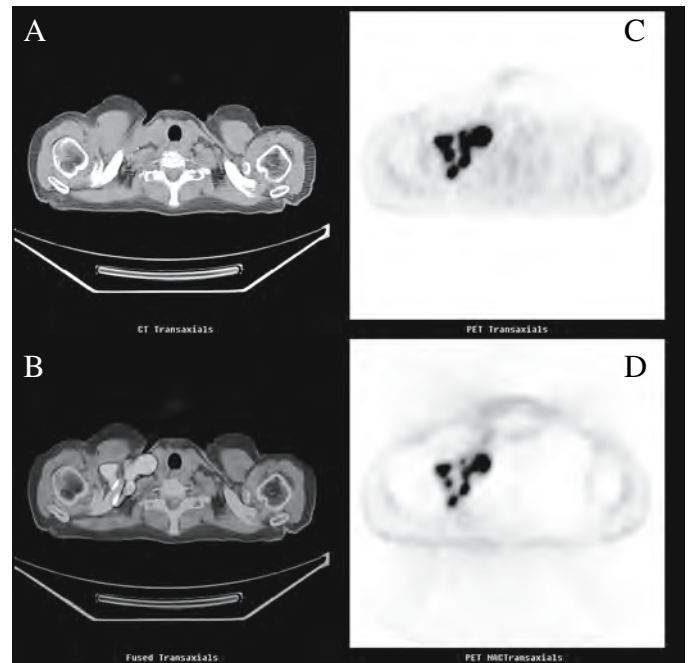 A
C
CT Transaxials
PET Transaxials
B
D
Fused Transaxials
PET NACTransaxials